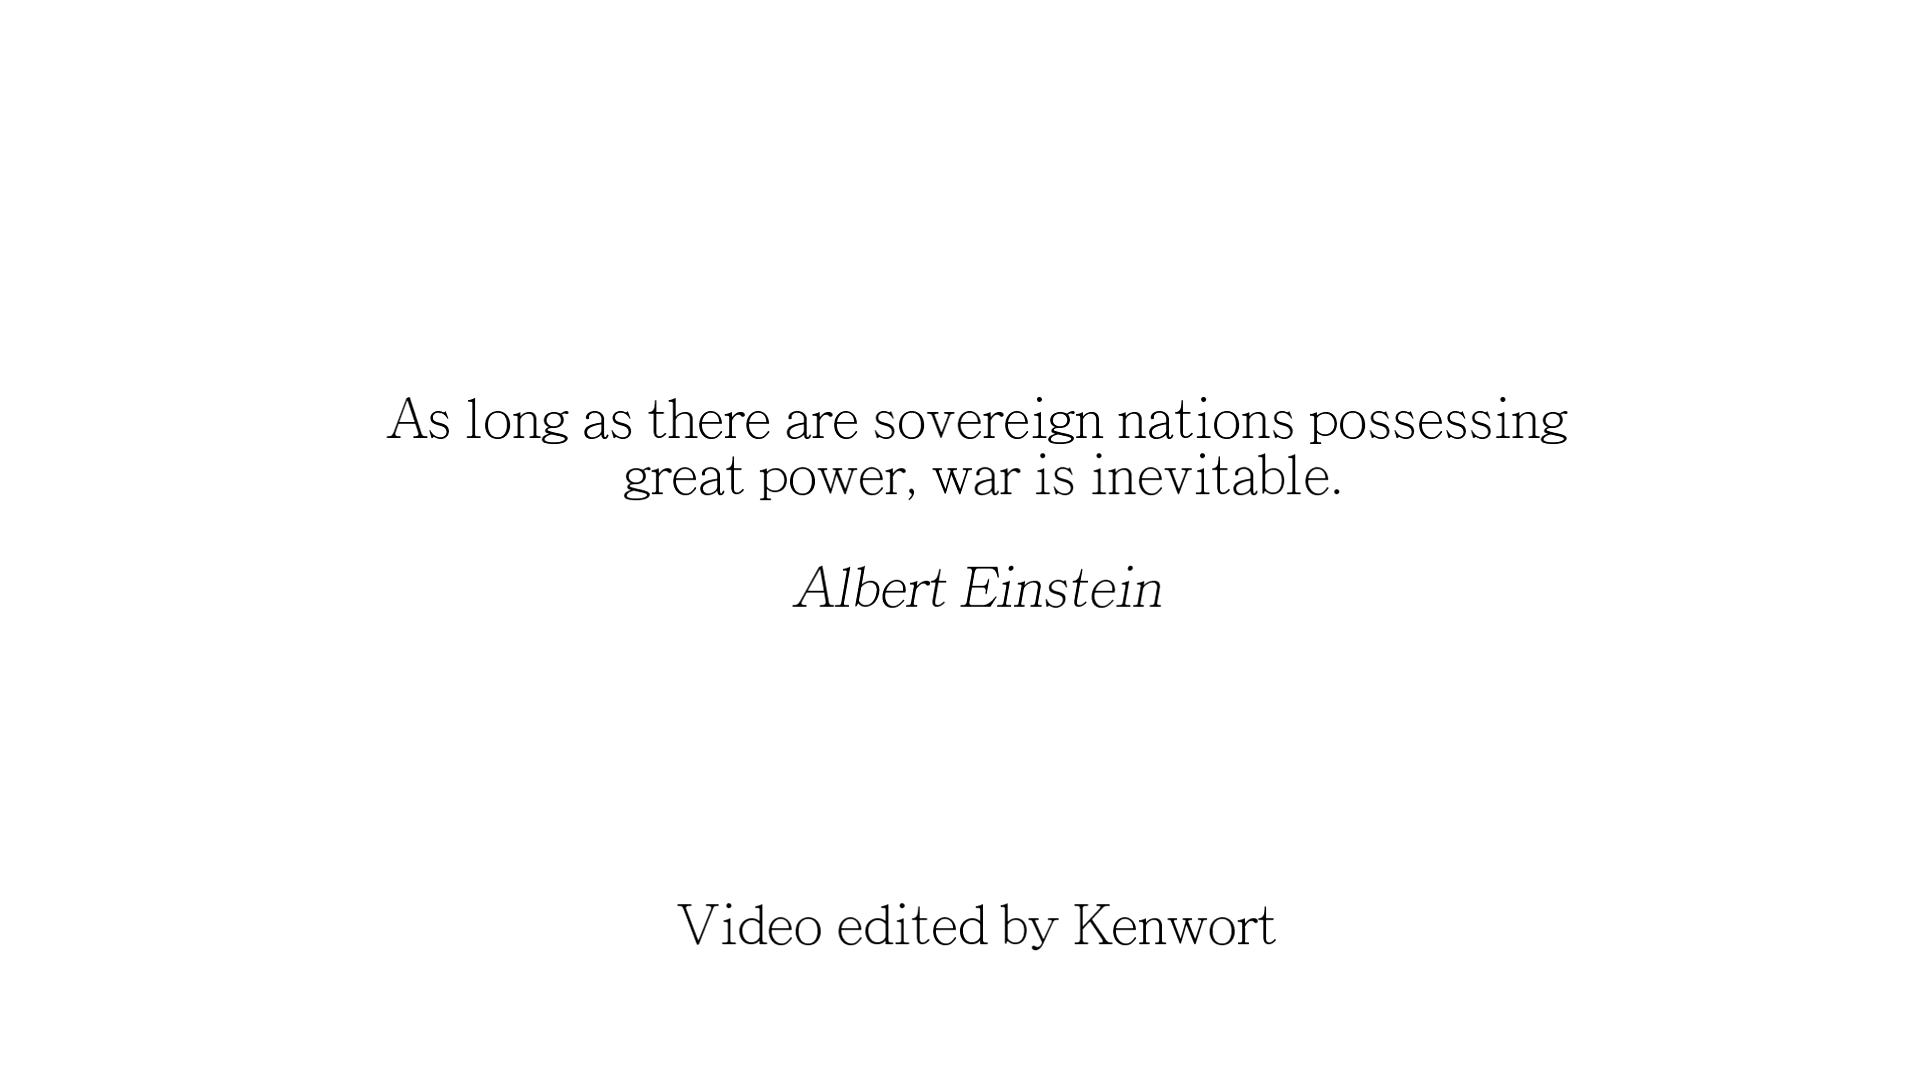 As long as there are sovereign nations possessing
great power, war is inevitable.
Albert Einstein
Video edited by Kenwort